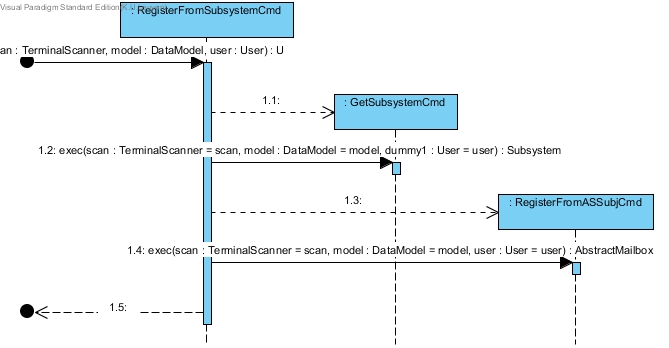 Visual Paradigm Standard Edition
: RegisterFromSubsystemCmd
an : TerminalScanner, model : DataModel, user : User) : U
1.1:
: GetSubsystemCmd
1.2: exec(scan : TerminalScanner = scan, model : DataModel = model, dummy1 : User = user) : Subsystem
1.3:
: RegisterFromASSubjCmd
1.4: exec(scan : TerminalScanner = scan, model : DataModel = model, user : User = user) : AbstractMailbox
1.5: